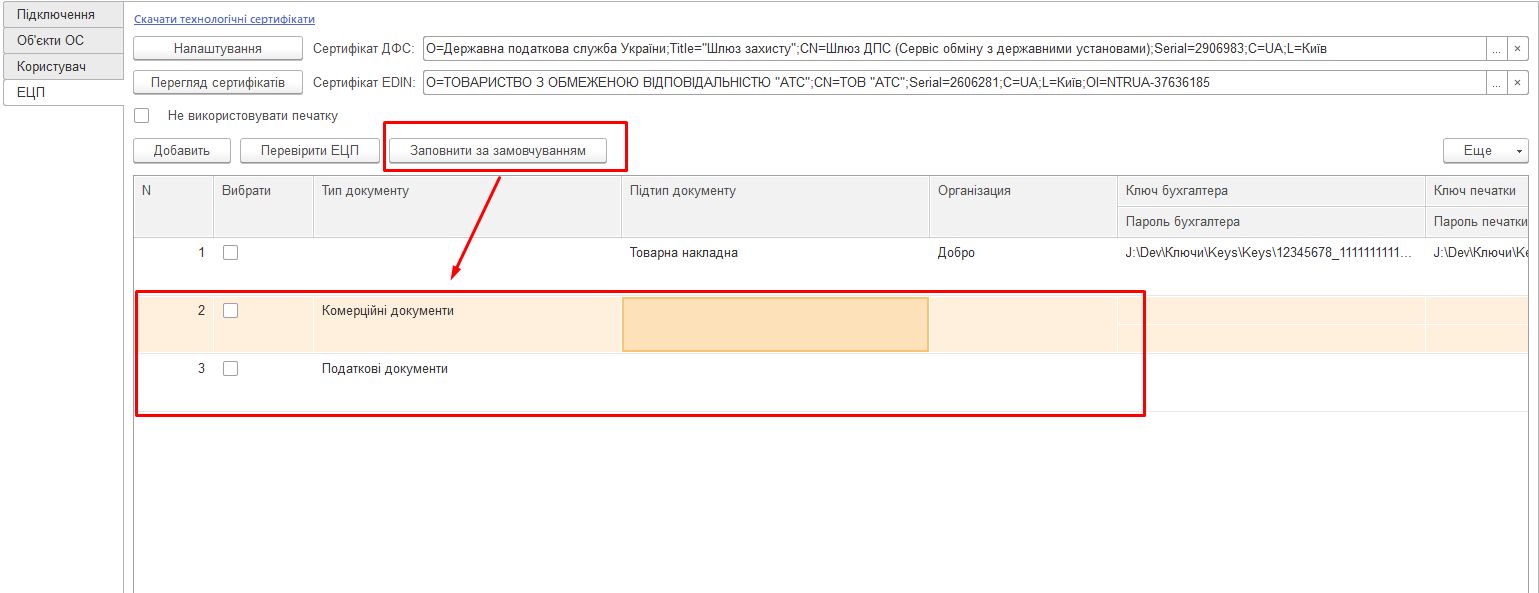 Підключення
Об'єкти ОС
Користувач
ЕЦП
Скачати технологічні сертифікати
Налаштування Сертифікат ДФС: О=Державна податкова служба України;Title="Шлюз захисту";CN=Шлюз ДПС (Сервіс обміну з державними установами);Serial=2906983;C=UA;L=Київ ... ×
Перегляд сертифікатів Сертифікат EDIN: О=ТОВАРИСТВО З ОБМЕЖЕНОЮ ВІДПОВІДАЛЬНІСТЮ "АТС";CN=ТОВ "АТС";Serial=2606281;C=UA;L=Київ;OI=NTRUA-37636185 ... ×
Не використовувати печатку
Добавить Перевірити ЕЦП Заповнити за замовчуванням Еще
N Вибрати Тип документу Підтип документу Організація Ключ бухгалтера Ключ печатки
Пароль бухгалтера Пароль печатки
1 Товарна накладна Добро J:\Dev\Ключи\Keys\Keys\12345678_1111111111... J:\Dev\Ключи\Ke
2 Комерційні документи
3 Податкові документи